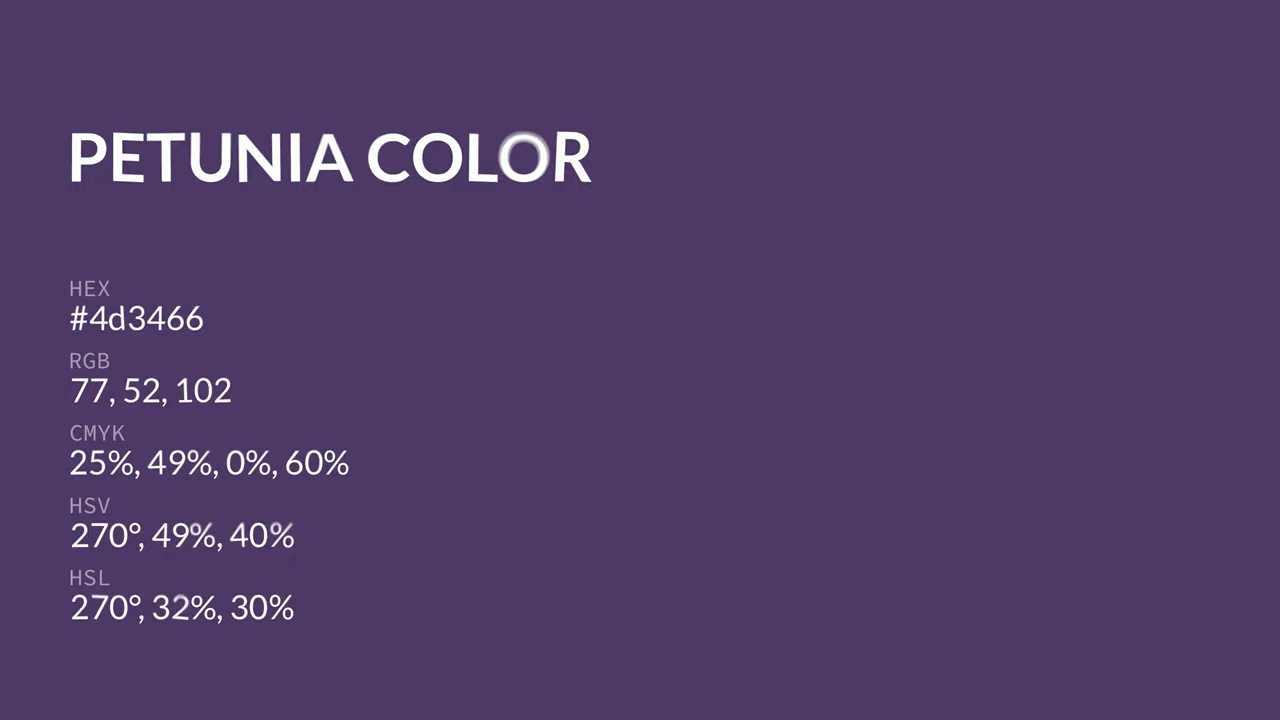 PETUNIA COLOR
HEX
#4d3466
RGB
77, 52, 102
CMYK
25%, 49%, 0%, 60%
HSV
270°, 49%, 40%
HSL
270°, 32%, 30%